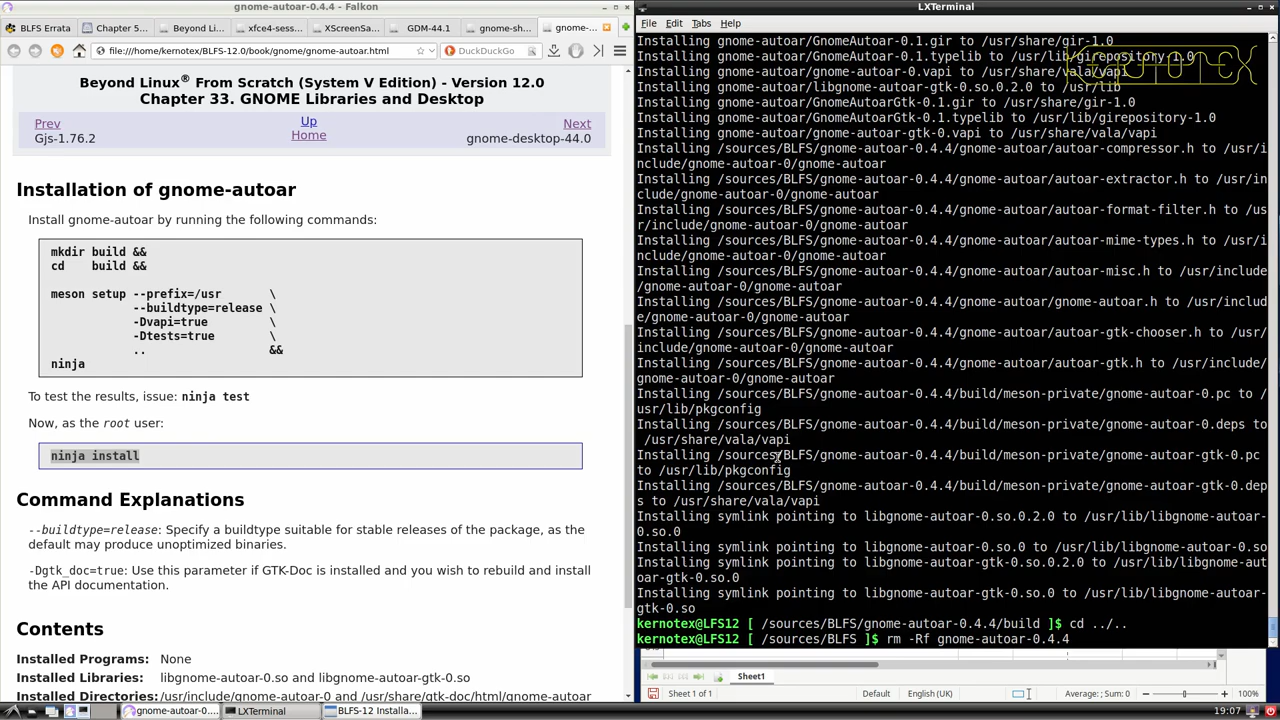 gnome-autoar-0.4.4 - Falkon
BLFS Errata
Chapter 33. ...
Beyond Li...
xfce4-sess...
XScreenSa...
GDM-44.1
gnome-sh...
gnome-...
file:///home/kernotex/BLFS-12.0/book/gnome/gnome-autoar.html
DuckDuckGo
Beyond Linux® From Scratch (System V Edition) - Version 12.0
Chapter 33. GNOME Libraries and Desktop
Prev
Up
Next
Gjs-1.76.2
Home
gnome-desktop-44.0
Installation of gnome-autoar
Install gnome-autoar by running the following commands:
mkdir build &&
cd    build &&
meson setup --prefix=/usr       \
--buildtype=release \
-Dvapi=true         \
-Dtests=true        \
..                  &&
ninja
To test the results, issue: ninja test
Now, as the root user:
ninja install
Command Explanations
--buildtype=release: Specify a buildtype suitable for stable releases of the package, as the
default may produce unoptimized binaries.
-Dgtk_doc=true: Use this parameter if GTK-Doc is installed and you wish to rebuild and install
the API documentation.
Contents
Installed Programs: None
Installed Libraries: libgnome-autoar-0.so and libgnome-autoar-gtk-0.so
Installed Directories: /usr/include/gnome-autoar-0 and /usr/share/gtk-doc/html/gnome-autoar
LXTerminal
File Edit Tabs Help
KERNOTEX
Installing gnome-autoar/GnomeAutoar-0.1.gir to /usr/share/gir-1.0
Installing gnome-autoar/GnomeAutoar-0.1.typelib to /usr/lib/girepository-1.0
Installing gnome-autoar/gnome-autoar-0.vapi to /usr/share/vala/vapi
Installing gnome-autoar/libgnome-autoar-gtk-0.so.0.2.0 to /usr/lib
Installing gnome-autoar/GnomeAutoarGtk-0.1.gir to /usr/share/gir-1.0
Installing gnome-autoar/GnomeAutoarGtk-0.1.typelib to /usr/lib/girepository-1.0
Installing gnome-autoar/gnome-autoar-gtk-0.vapi to /usr/share/vala/vapi
Installing /sources/BLFS/gnome-autoar-0.4.4/gnome-autoar/autoar-compressor.h to /usr/i
nclude/gnome-autoar-0/gnome-autoar
Installing /sources/BLFS/gnome-autoar-0.4.4/gnome-autoar/autoar-extractor.h to /usr/in
clude/gnome-autoar-0/gnome-autoar
Installing /sources/BLFS/gnome-autoar-0.4.4/gnome-autoar/autoar-format-filter.h to /us
r/include/gnome-autoar-0/gnome-autoar
Installing /sources/BLFS/gnome-autoar-0.4.4/gnome-autoar/autoar-mime-types.h to /usr/i
nclude/gnome-autoar-0/gnome-autoar
Installing /sources/BLFS/gnome-autoar-0.4.4/gnome-autoar/autoar-misc.h to /usr/include
/gnome-autoar-0/gnome-autoar
Installing /sources/BLFS/gnome-autoar-0.4.4/gnome-autoar/gnome-autoar.h to /usr/includ
e/gnome-autoar-0/gnome-autoar
Installing /sources/BLFS/gnome-autoar-0.4.4/gnome-autoar/autoar-gtk-chooser.h to /usr/
include/gnome-autoar-0/gnome-autoar
Installing /sources/BLFS/gnome-autoar-0.4.4/gnome-autoar/autoar-gtk.h to /usr/include/
gnome-autoar-0/gnome-autoar
Installing /sources/BLFS/gnome-autoar-0.4.4/build/meson-private/gnome-autoar-0.pc to /
usr/lib/pkgconfig
Installing /sources/BLFS/gnome-autoar-0.4.4/build/meson-private/gnome-autoar-0.deps to
/usr/share/vala/vapi
Installing /sources/BLFS/gnome-autoar-0.4.4/build/meson-private/gnome-autoar-gtk-0.pc
to /usr/lib/pkgconfig
Installing /sources/BLFS/gnome-autoar-0.4.4/build/meson-private/gnome-autoar-gtk-0.dep
s to /usr/share/vala/vapi
Installing symlink pointing to libgnome-autoar-0.so.0.2.0 to /usr/lib/libgnome-autoar-
0.so.0
Installing symlink pointing to libgnome-autoar-0.so.0 to /usr/lib/libgnome-autoar-0.so
Installing symlink pointing to libgnome-autoar-gtk-0.so.0.2.0 to /usr/lib/libgnome-aut
oar-gtk-0.so.0
Installing symlink pointing to libgnome-autoar-gtk-0.so.0 to /usr/lib/libgnome-autoar-
gtk-0.so
kernotex@LFS12 [ /sources/BLFS/gnome-autoar-0.4.4/build ]$ cd ../..
kernotex@LFS12 [ /sources/BLFS ]$ rm -Rf gnome-autoar-0.4.4
Sheet1
Sheet 1 of 1
Default
English (UK)
Average: ; Sum: 0
100%
gnome-autoar-0....
LXTerminal
BLFS-12 Installa...
19:07